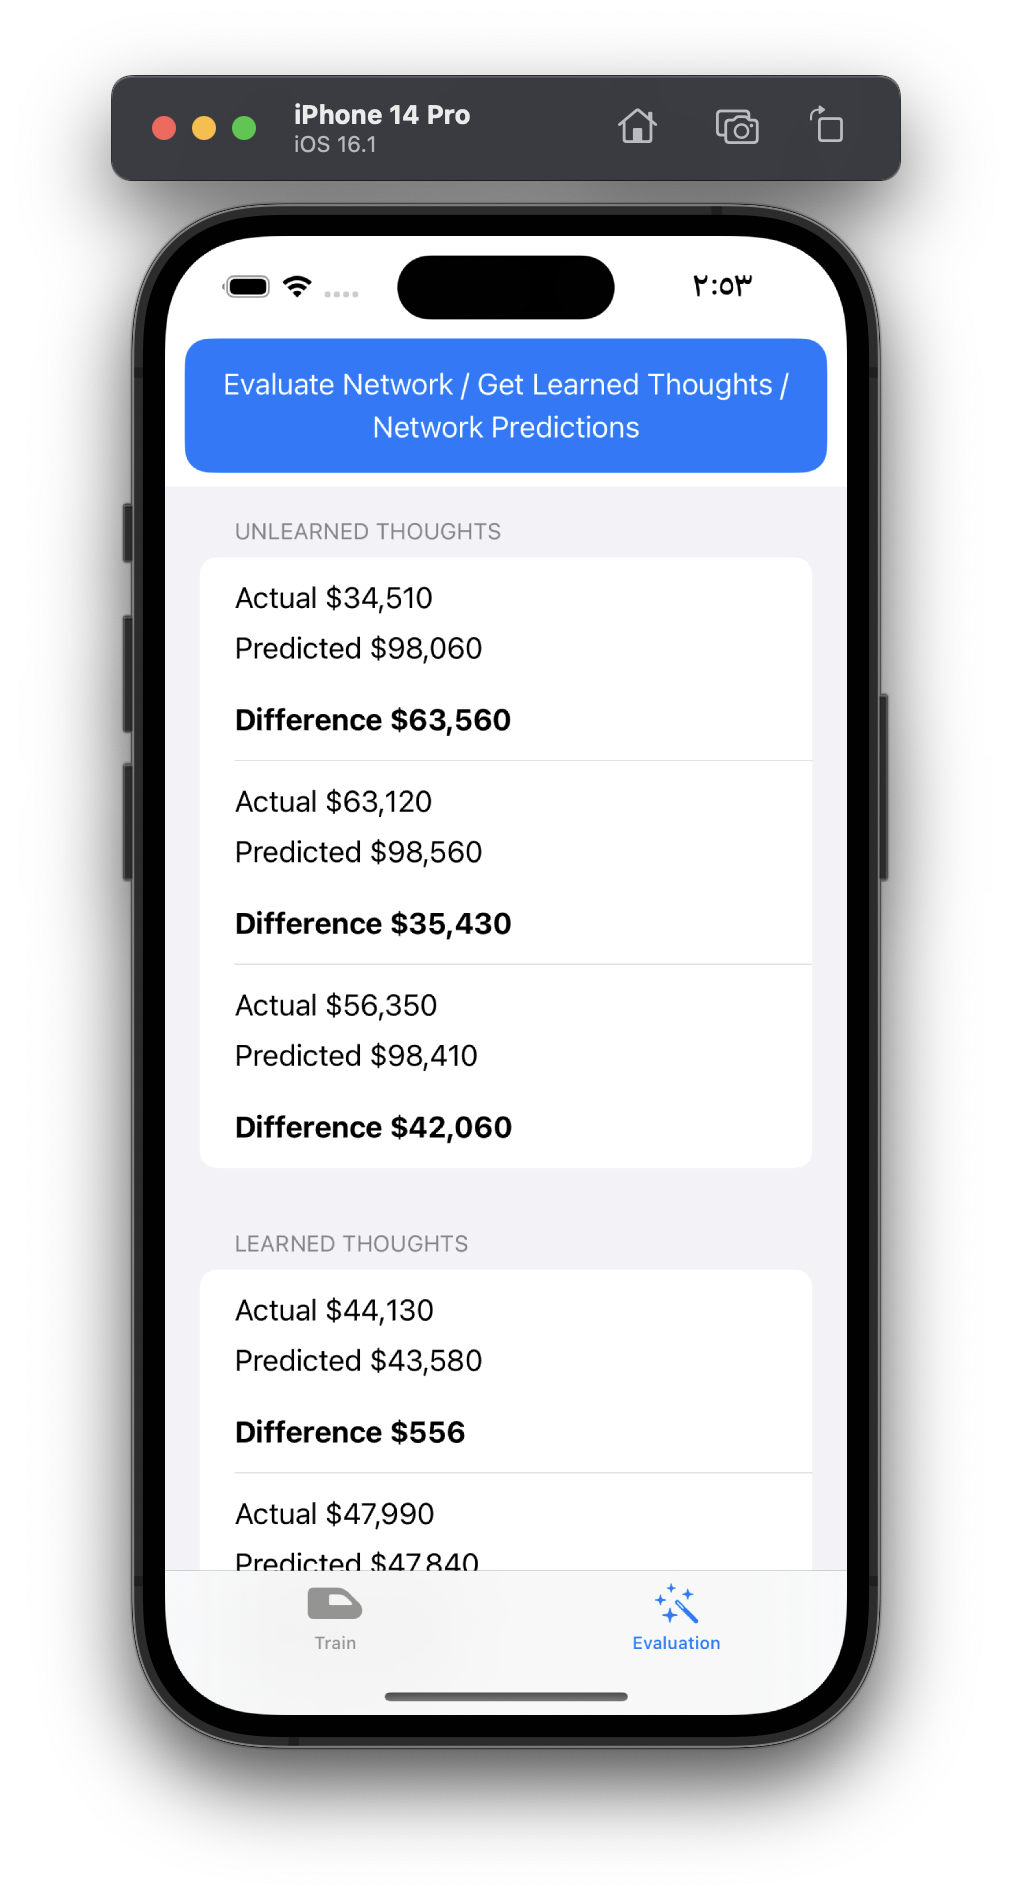 iPhone 14 Pro
iOS 16.1
٢:٥٣
Evaluate Network / Get Learned Thoughts /
Network Predictions
UNLEARNED THOUGHTS
Actual $34,510
Predicted $98,060
Difference $63,560
Actual $63,120
Predicted $98,560
Difference $35,430
Actual $56,350
Predicted $98,410
Difference $42,060
LEARNED THOUGHTS
Actual $44,130
Predicted $43,580
Difference $556
Actual $47,990
Predicted $47,840
Train
Evaluation